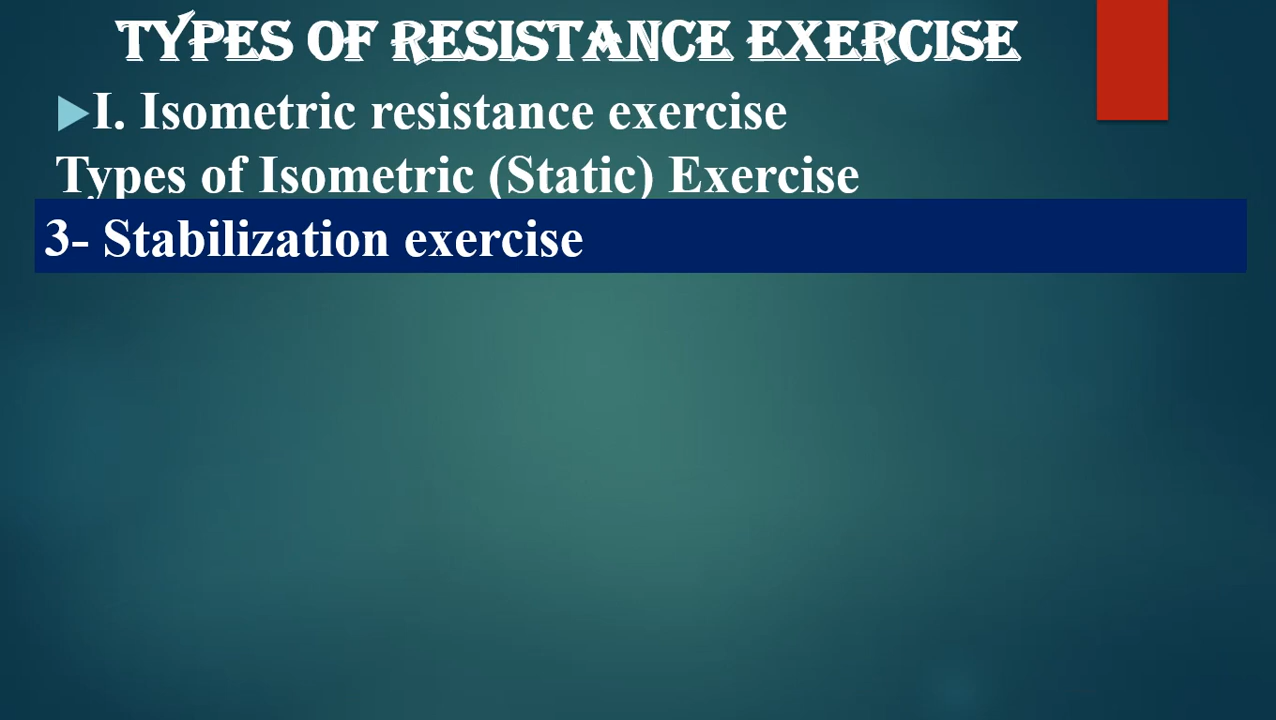 TYPES OF RESISTANCE EXERCISE
I. Isometric resistance exercise
Types of Isometric (Static) Exercise
3- Stabilization exercise